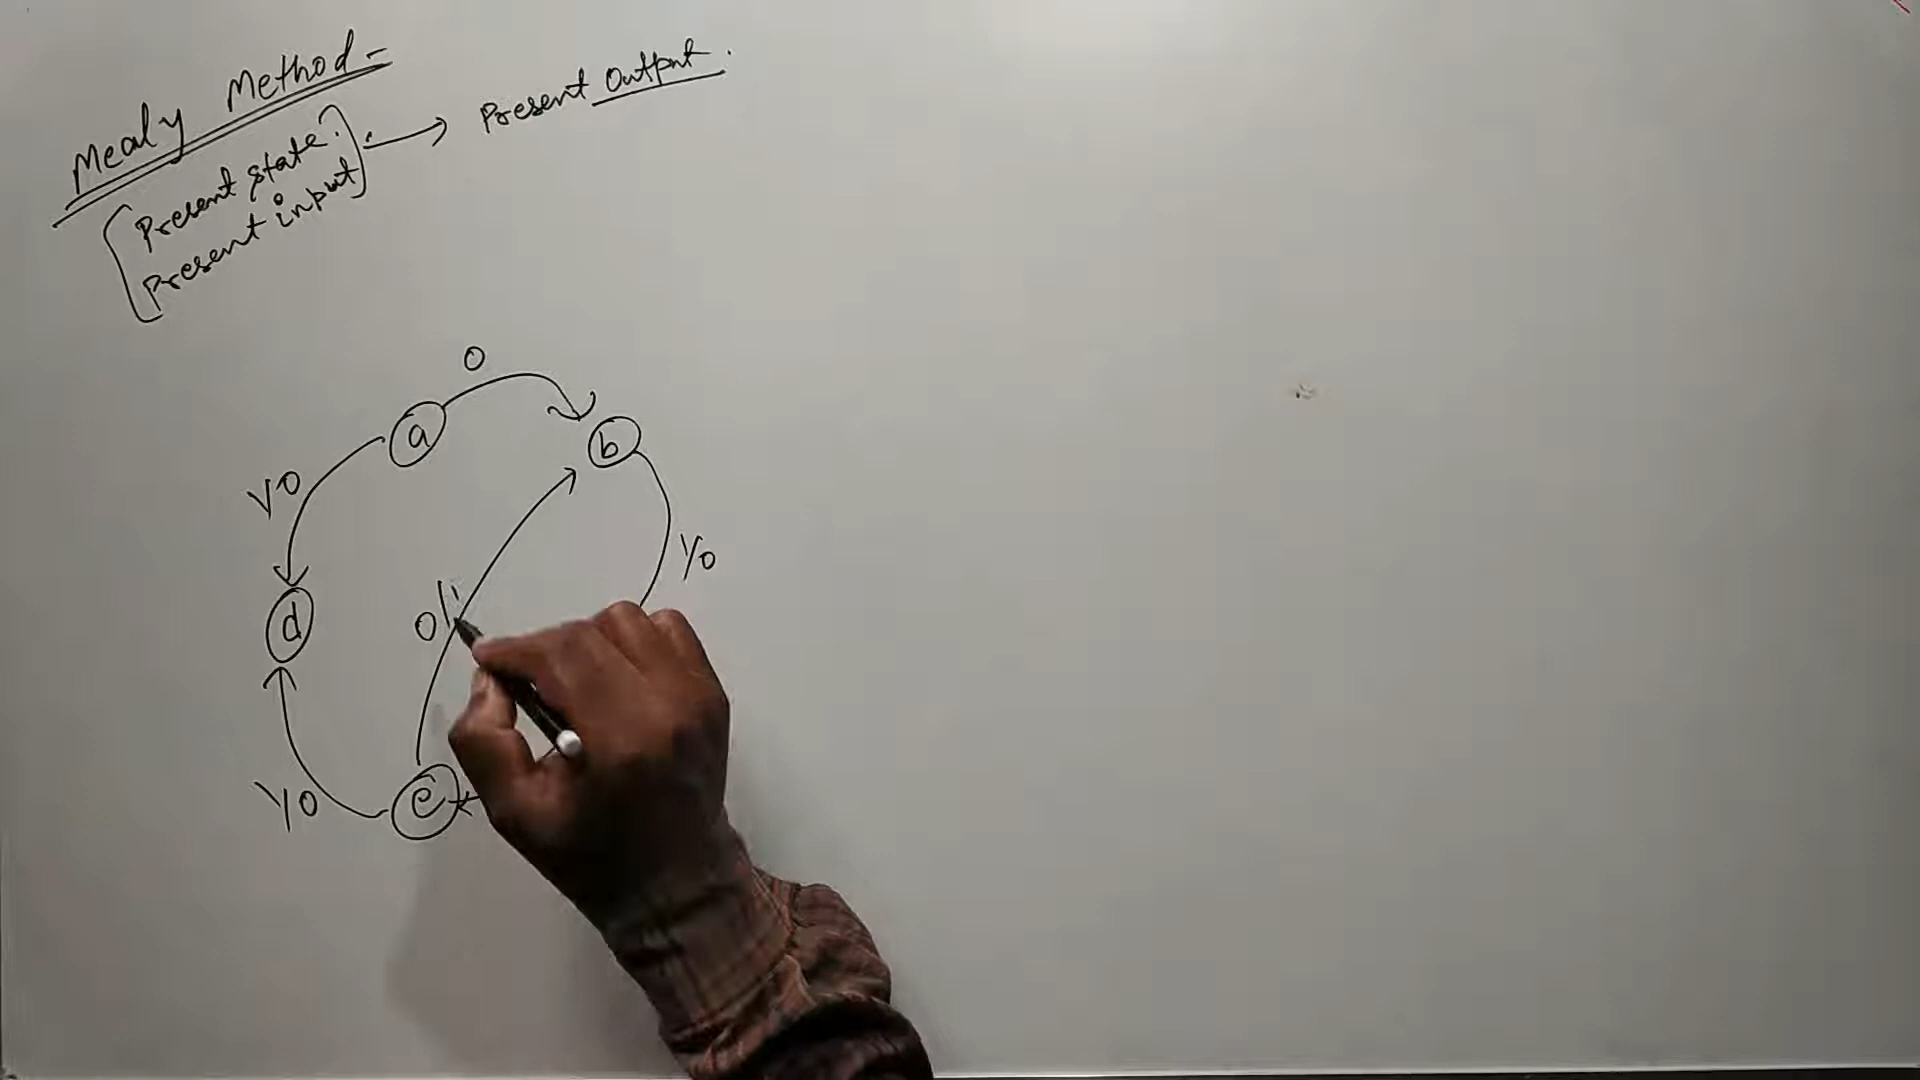 Mealy Method -
Present state
Present input
Present Output.
0
a
b
1/0
1/0
d
0/1
1/0
e